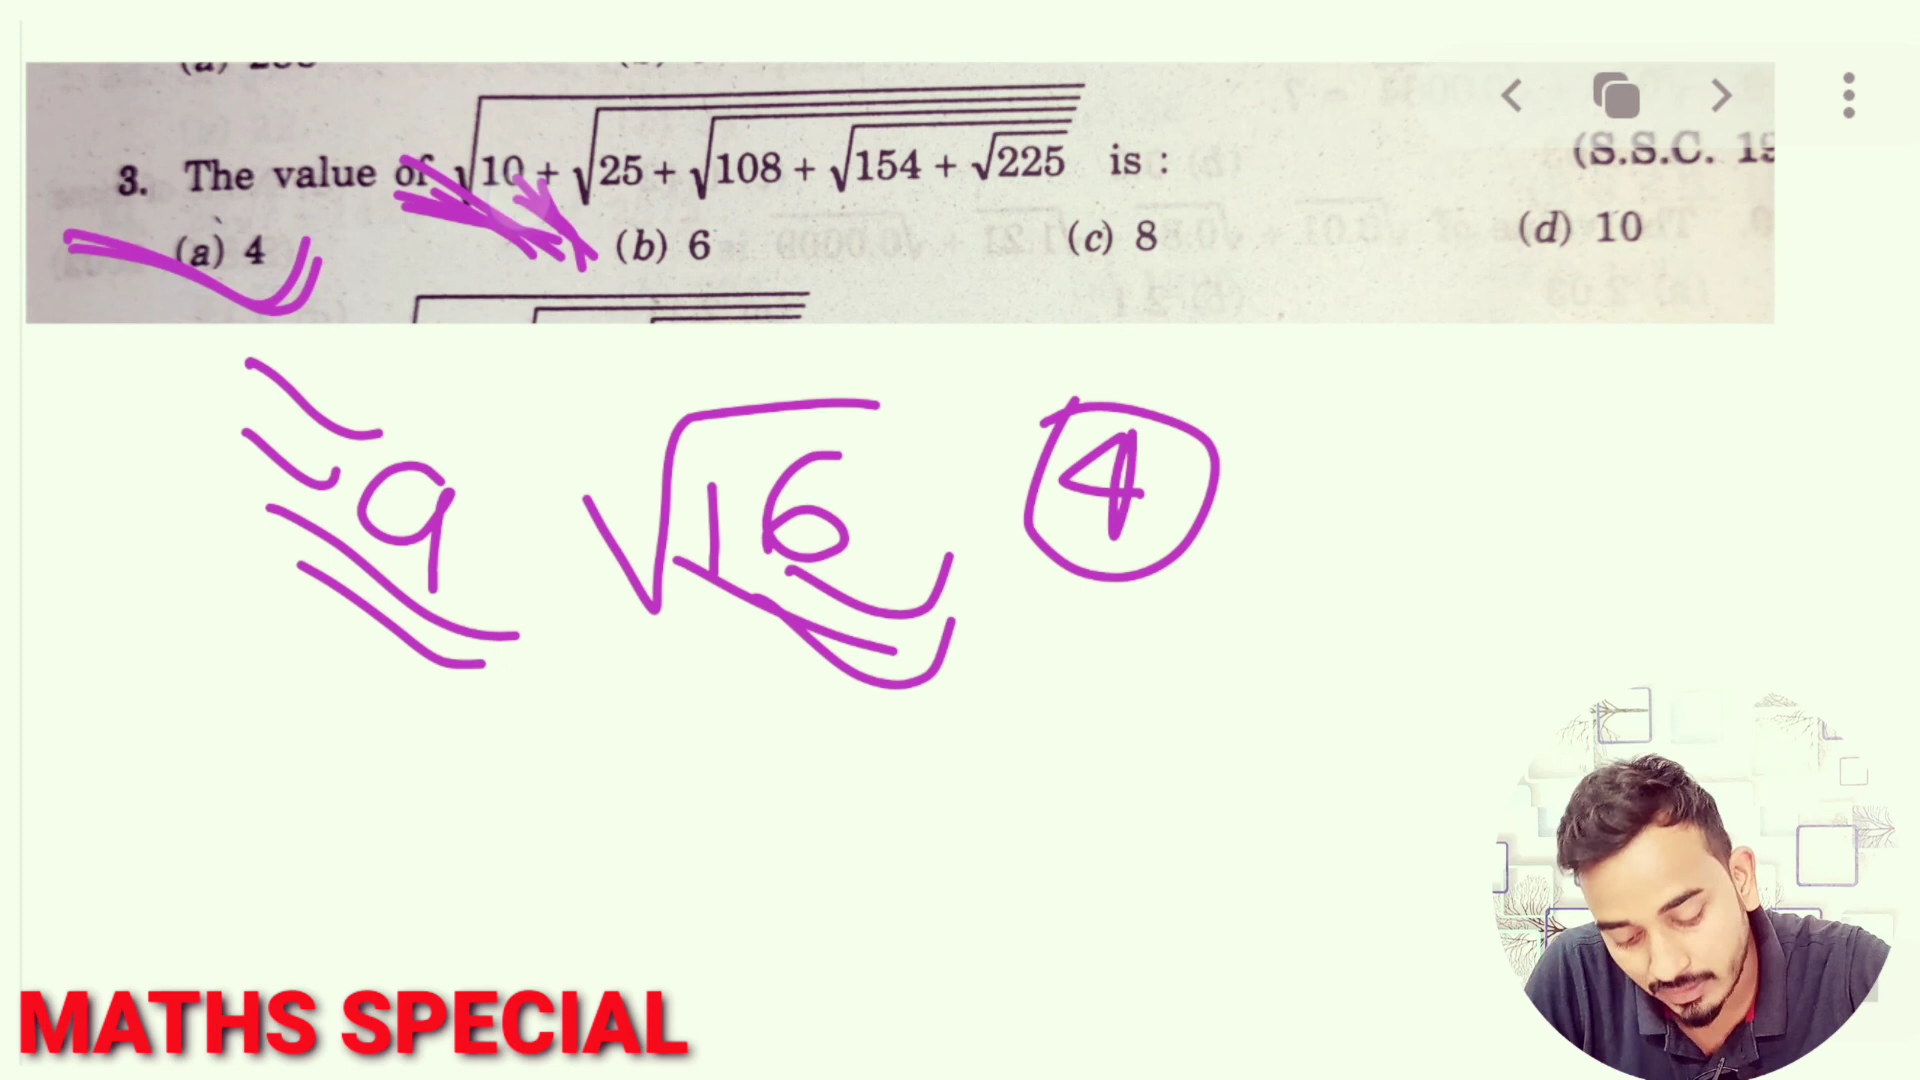 3. The value of √10 + √25 + √108 + √154 + √225 is :
(S.S.C. 19
(a) 4 (b) 6 (c) 8 (d) 10
9 √16 4
MATHS SPECIAL